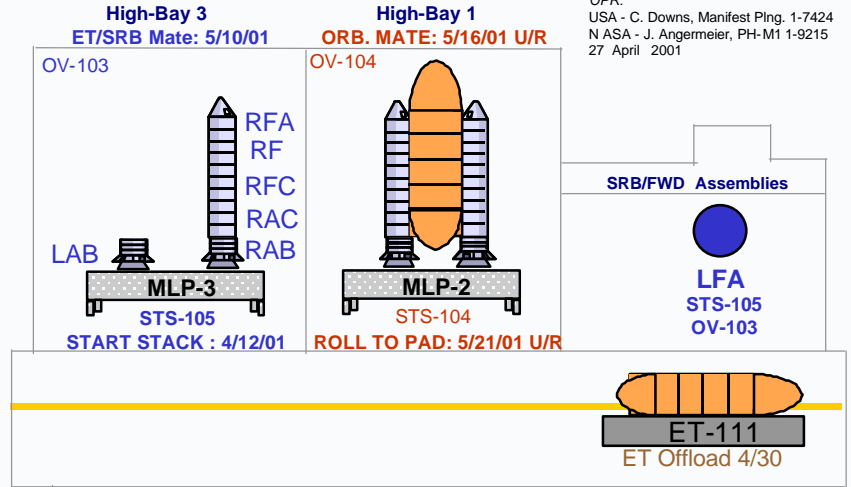 High-Bay 3
ET/SRB Mate: 5/10/01
High-Bay 1
ORB. MATE: 5/16/01 U/R
OPR:
USA - C. Downs, Manifest Plng. 1-7424
N ASA - J. Angermeier, PH-M1 1-9215
27 April 2001
OV-103
RFA
RF
RFC
RAC
RAB
LAB
MLP-3
STS-105
START STACK : 4/12/01
OV-104
MLP-2
STS-104
ROLL TO PAD: 5/21/01 U/R
SRB/FWD Assemblies
LFA
STS-105
OV-103
ET-111
ET Offload 4/30